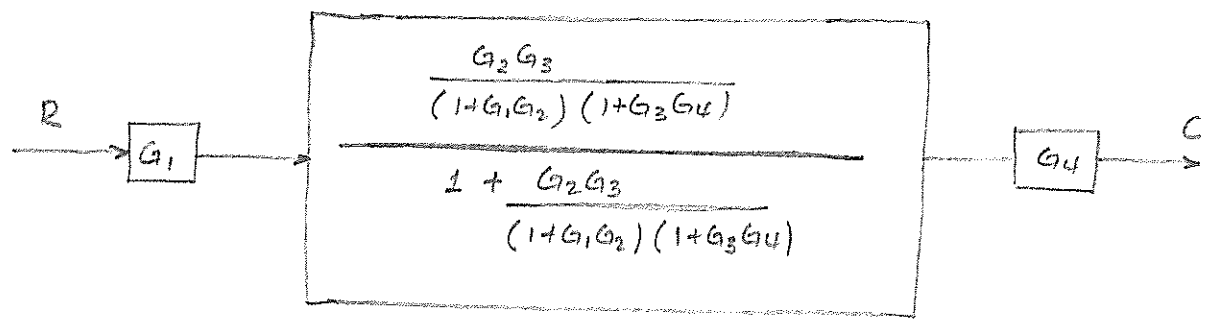 G₂G₃
(1+G₁G₂) (1+G₃G₄)
R
G₁
C
G₄
1 + G₂G₃
(1+G₁G₂) (1+G₃G₄)